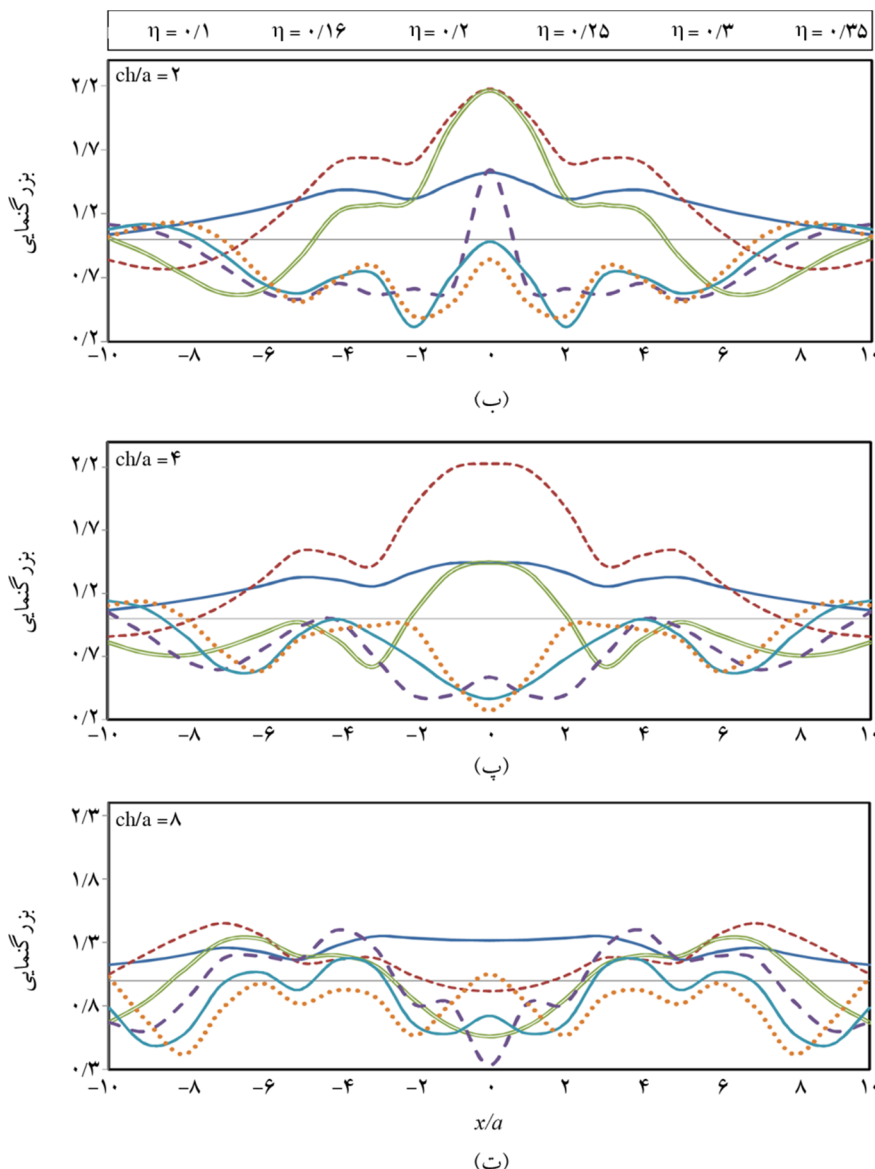 η = ۰/۱ η = ۰/۱۶ η = ۰/۲ η = ۰/۲۵ η = ۰/۳ η = ۰/۳۵
ch/a =۲
۲/۲
۱/۷
۱/۲
۰/۷
۰/۲
بزرگنمایی
−۱۰ −۸ −۶ −۴ −۲ ۰ ۲ ۴ ۶ ۸ ۱۰
(ب)
ch/a =۴
۲/۲
۱/۷
۱/۲
۰/۷
۰/۲
بزرگنمایی
−۱۰ −۸ −۶ −۴ −۲ ۰ ۲ ۴ ۶ ۸ ۱۰
(پ)
ch/a =۸
۲/۳
۱/۸
۱/۳
۰/۸
۰/۳
بزرگنمایی
−۱۰ −۸ −۶ −۴ −۲ ۰ ۲ ۴ ۶ ۸ ۱۰
x/a
(ت)